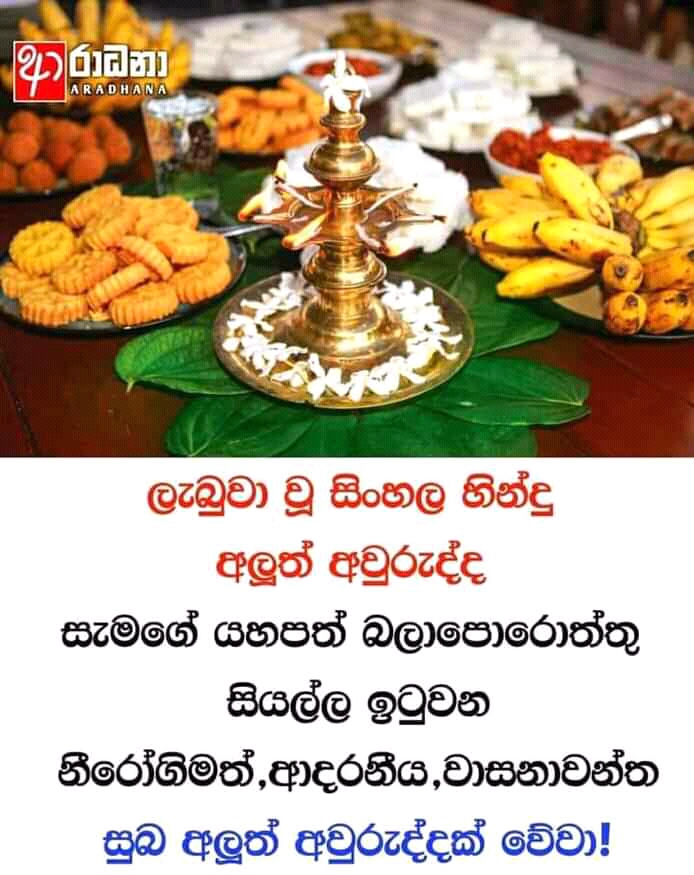 ආරාධනා
ARADHANA
ලැබුවා වූ සිංහල හින්දු
අලූත් අවුරුද්ද
සැමගේ යහපත් බලාපොරොත්තු
සියල්ල ඉටුවන
නීරෝගිමත්,ආදරනීය,වාසනාවන්ත
සුබ අලූත් අවුරුද්දක් වේවා!